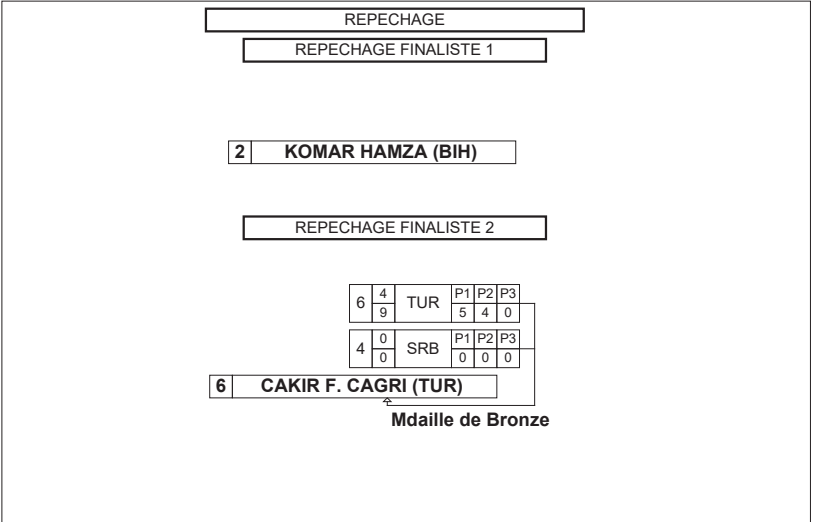 REPECHAGE
REPECHAGE FINALISTE 1
2 KOMAR HAMZA (BIH)
REPECHAGE FINALISTE 2
6 4 TUR P1 P2 P3
9 5 4 0
4 0 SRB P1 P2 P3
0 0 0 0
6 CAKIR F. CAGRI (TUR)
Mdaille de Bronze